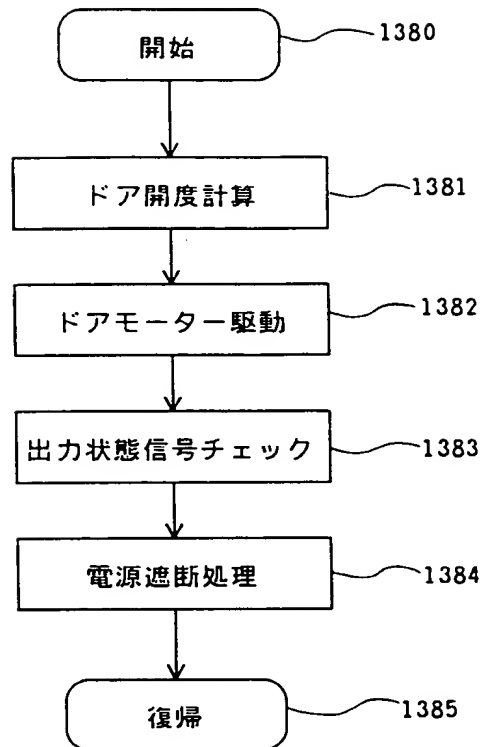 開始
1380
ドア開度計算
1381
ドアモーター駆動
1382
出力状態信号チェック
1383
電源遮断処理
1384
復帰
1385